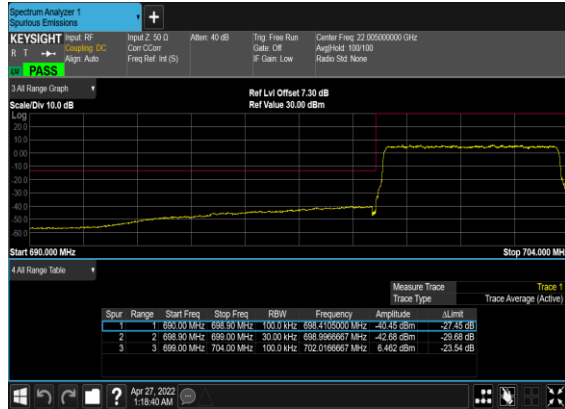 Spectrum Analyzer 1
Spurious Emissions
+
KEYSIGHT
R T
LV PASS
Input: RF
Coupling: DC
Align: Auto
Input Z: 50 Ω
Corr CCorr
Freq Ref: Int (S)
Atten: 40 dB
Trig: Free Run
Gate: Off
IF Gain: Low
Center Freq: 22.005000000 GHz
Avg|Hold: 100/100
Radio Std: None
3 All Range Graph
Scale/Div 10.0 dB
Ref Lvl Offset 7.30 dB
Ref Value 30.00 dBm
Log
20.0
10.0
0.00
-10.0
-20.0
-30.0
-40.0
-50.0
-60.0
Start 690.000 MHz
Stop 704.000 MH
4 All Range Table
Measure Trace Trace 1
Trace Type Trace Average (Active)
Spur Range Start Freq Stop Freq RBW Frequency Amplitude ΔLimit
1 1 690.00 MHz 698.90 MHz 100.0 kHz 698.4105000 MHz -40.45 dBm -27.45 dB
2 2 698.90 MHz 699.00 MHz 30.00 kHz 698.9966667 MHz -42.68 dBm -29.68 dB
3 3 699.00 MHz 704.00 MHz 100.0 kHz 702.0166667 MHz 6.462 dBm -23.54 dB
?
Apr 27, 2022
1:18:40 AM